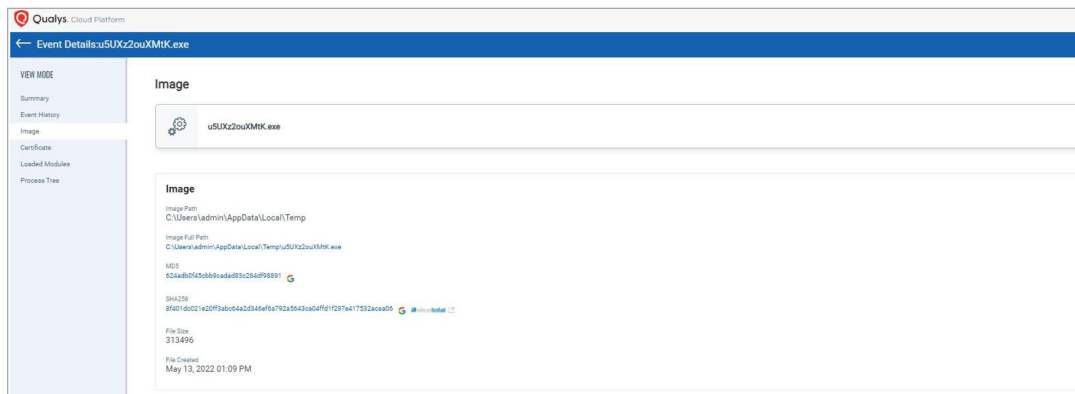 Qualys. Cloud Platform
← Event Details:u5UXz2ouXMtK.exe
VIEW MODE
Summary
Event History
Image
Certificate
Loaded Modules
Process Tree
Image
u5UXz2ouXMtK.exe
Image
Image Path
C:\Users\admin\AppData\Local\Temp
Image Full Path
C:\Users\admin\AppData\Local\Temp\u5UXz2ouXMtK.exe
MD5
624adb0f45cbb9cadad83c264df98891
SHA256
8f401dc021e20ff3abc64a2d346ef6a792a5643ca04ffd1f297e417532acaa06 virustotal
File Size
313496
File Created
May 13, 2022 01:09 PM